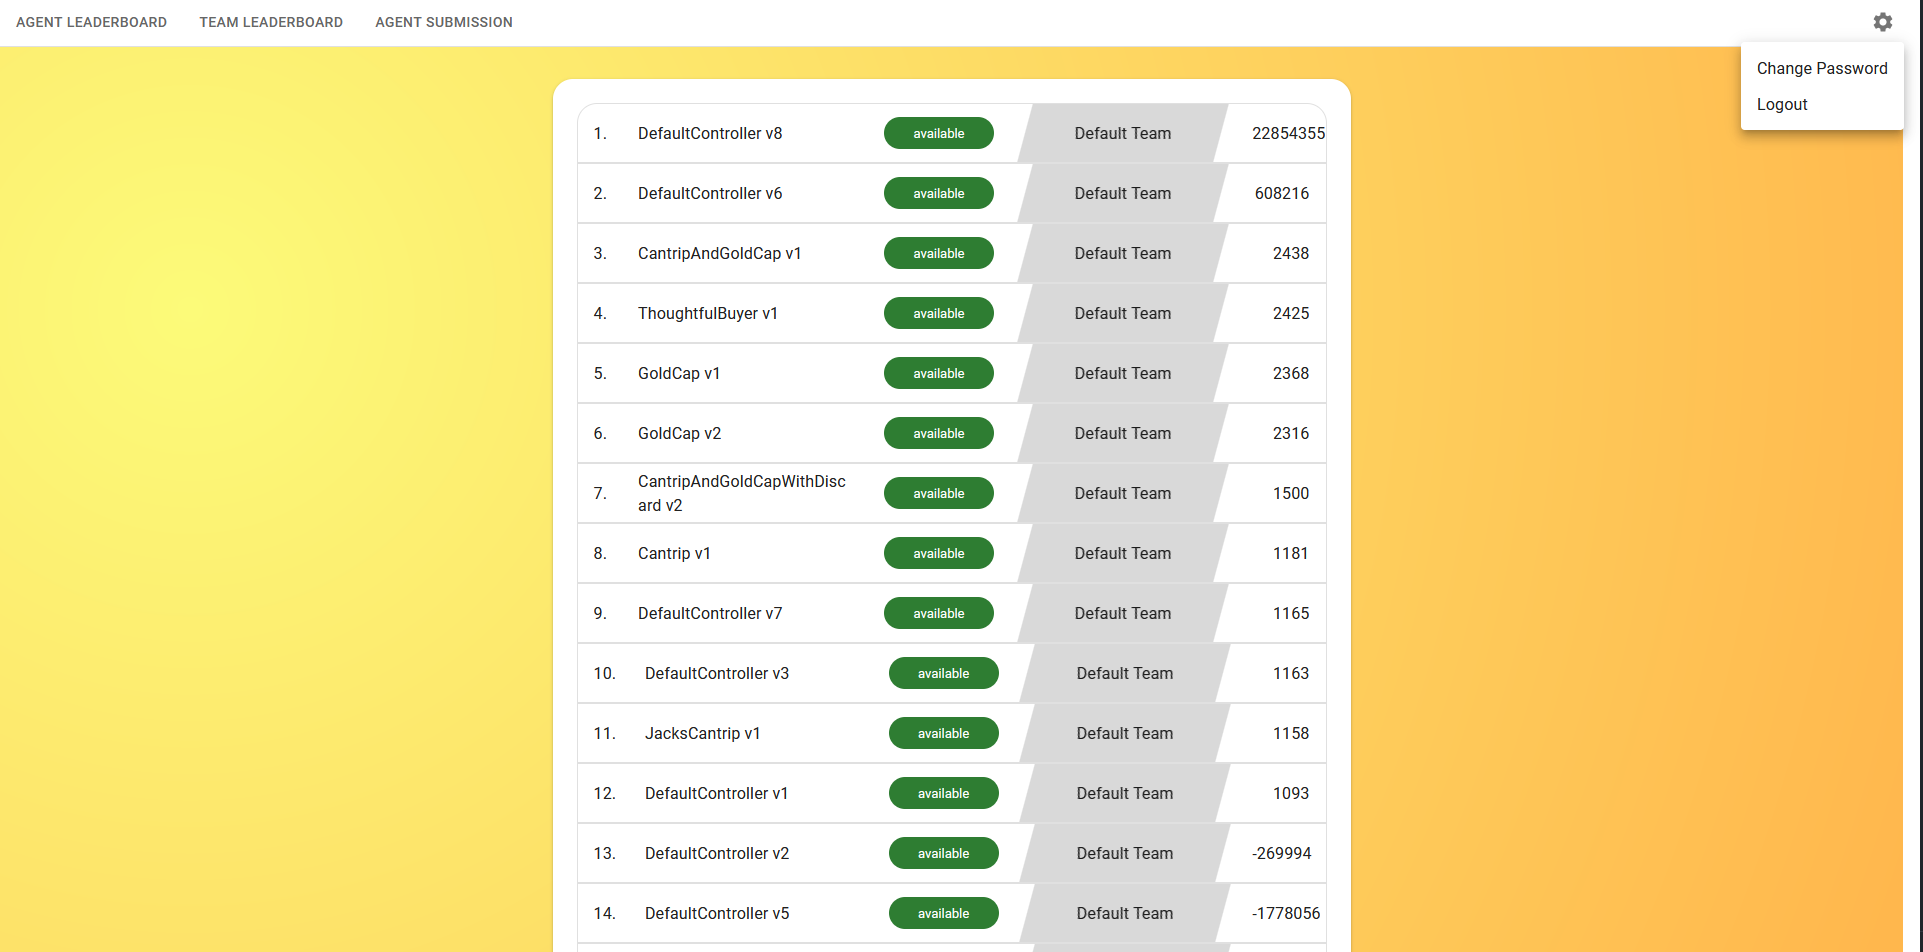 AGENT LEADERBOARD TEAM LEADERBOARD AGENT SUBMISSION
Change Password
Logout
1. DefaultController v8 available Default Team 22854355
2. DefaultController v6 available Default Team 608216
3. CantripAndGoldCap v1 available Default Team 2438
4. ThoughtfulBuyer v1 available Default Team 2425
5. GoldCap v1 available Default Team 2368
6. GoldCap v2 available Default Team 2316
7. CantripAndGoldCapWithDisc
ard v2 available Default Team 1500
8. Cantrip v1 available Default Team 1181
9. DefaultController v7 available Default Team 1165
10. DefaultController v3 available Default Team 1163
11. JacksCantrip v1 available Default Team 1158
12. DefaultController v1 available Default Team 1093
13. DefaultController v2 available Default Team -269994
14. DefaultController v5 available Default Team -1778056